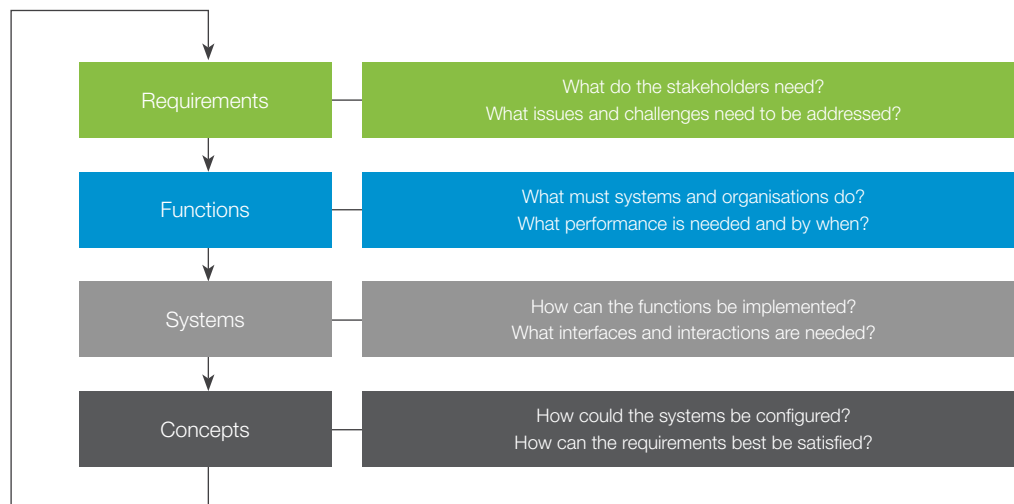 Requirements
What do the stakeholders need?
What issues and challenges need to be addressed?
Functions
What must systems and organisations do?
What performance is needed and by when?
Systems
How can the functions be implemented?
What interfaces and interactions are needed?
Concepts
How could the systems be configured?
How can the requirements best be satisfied?